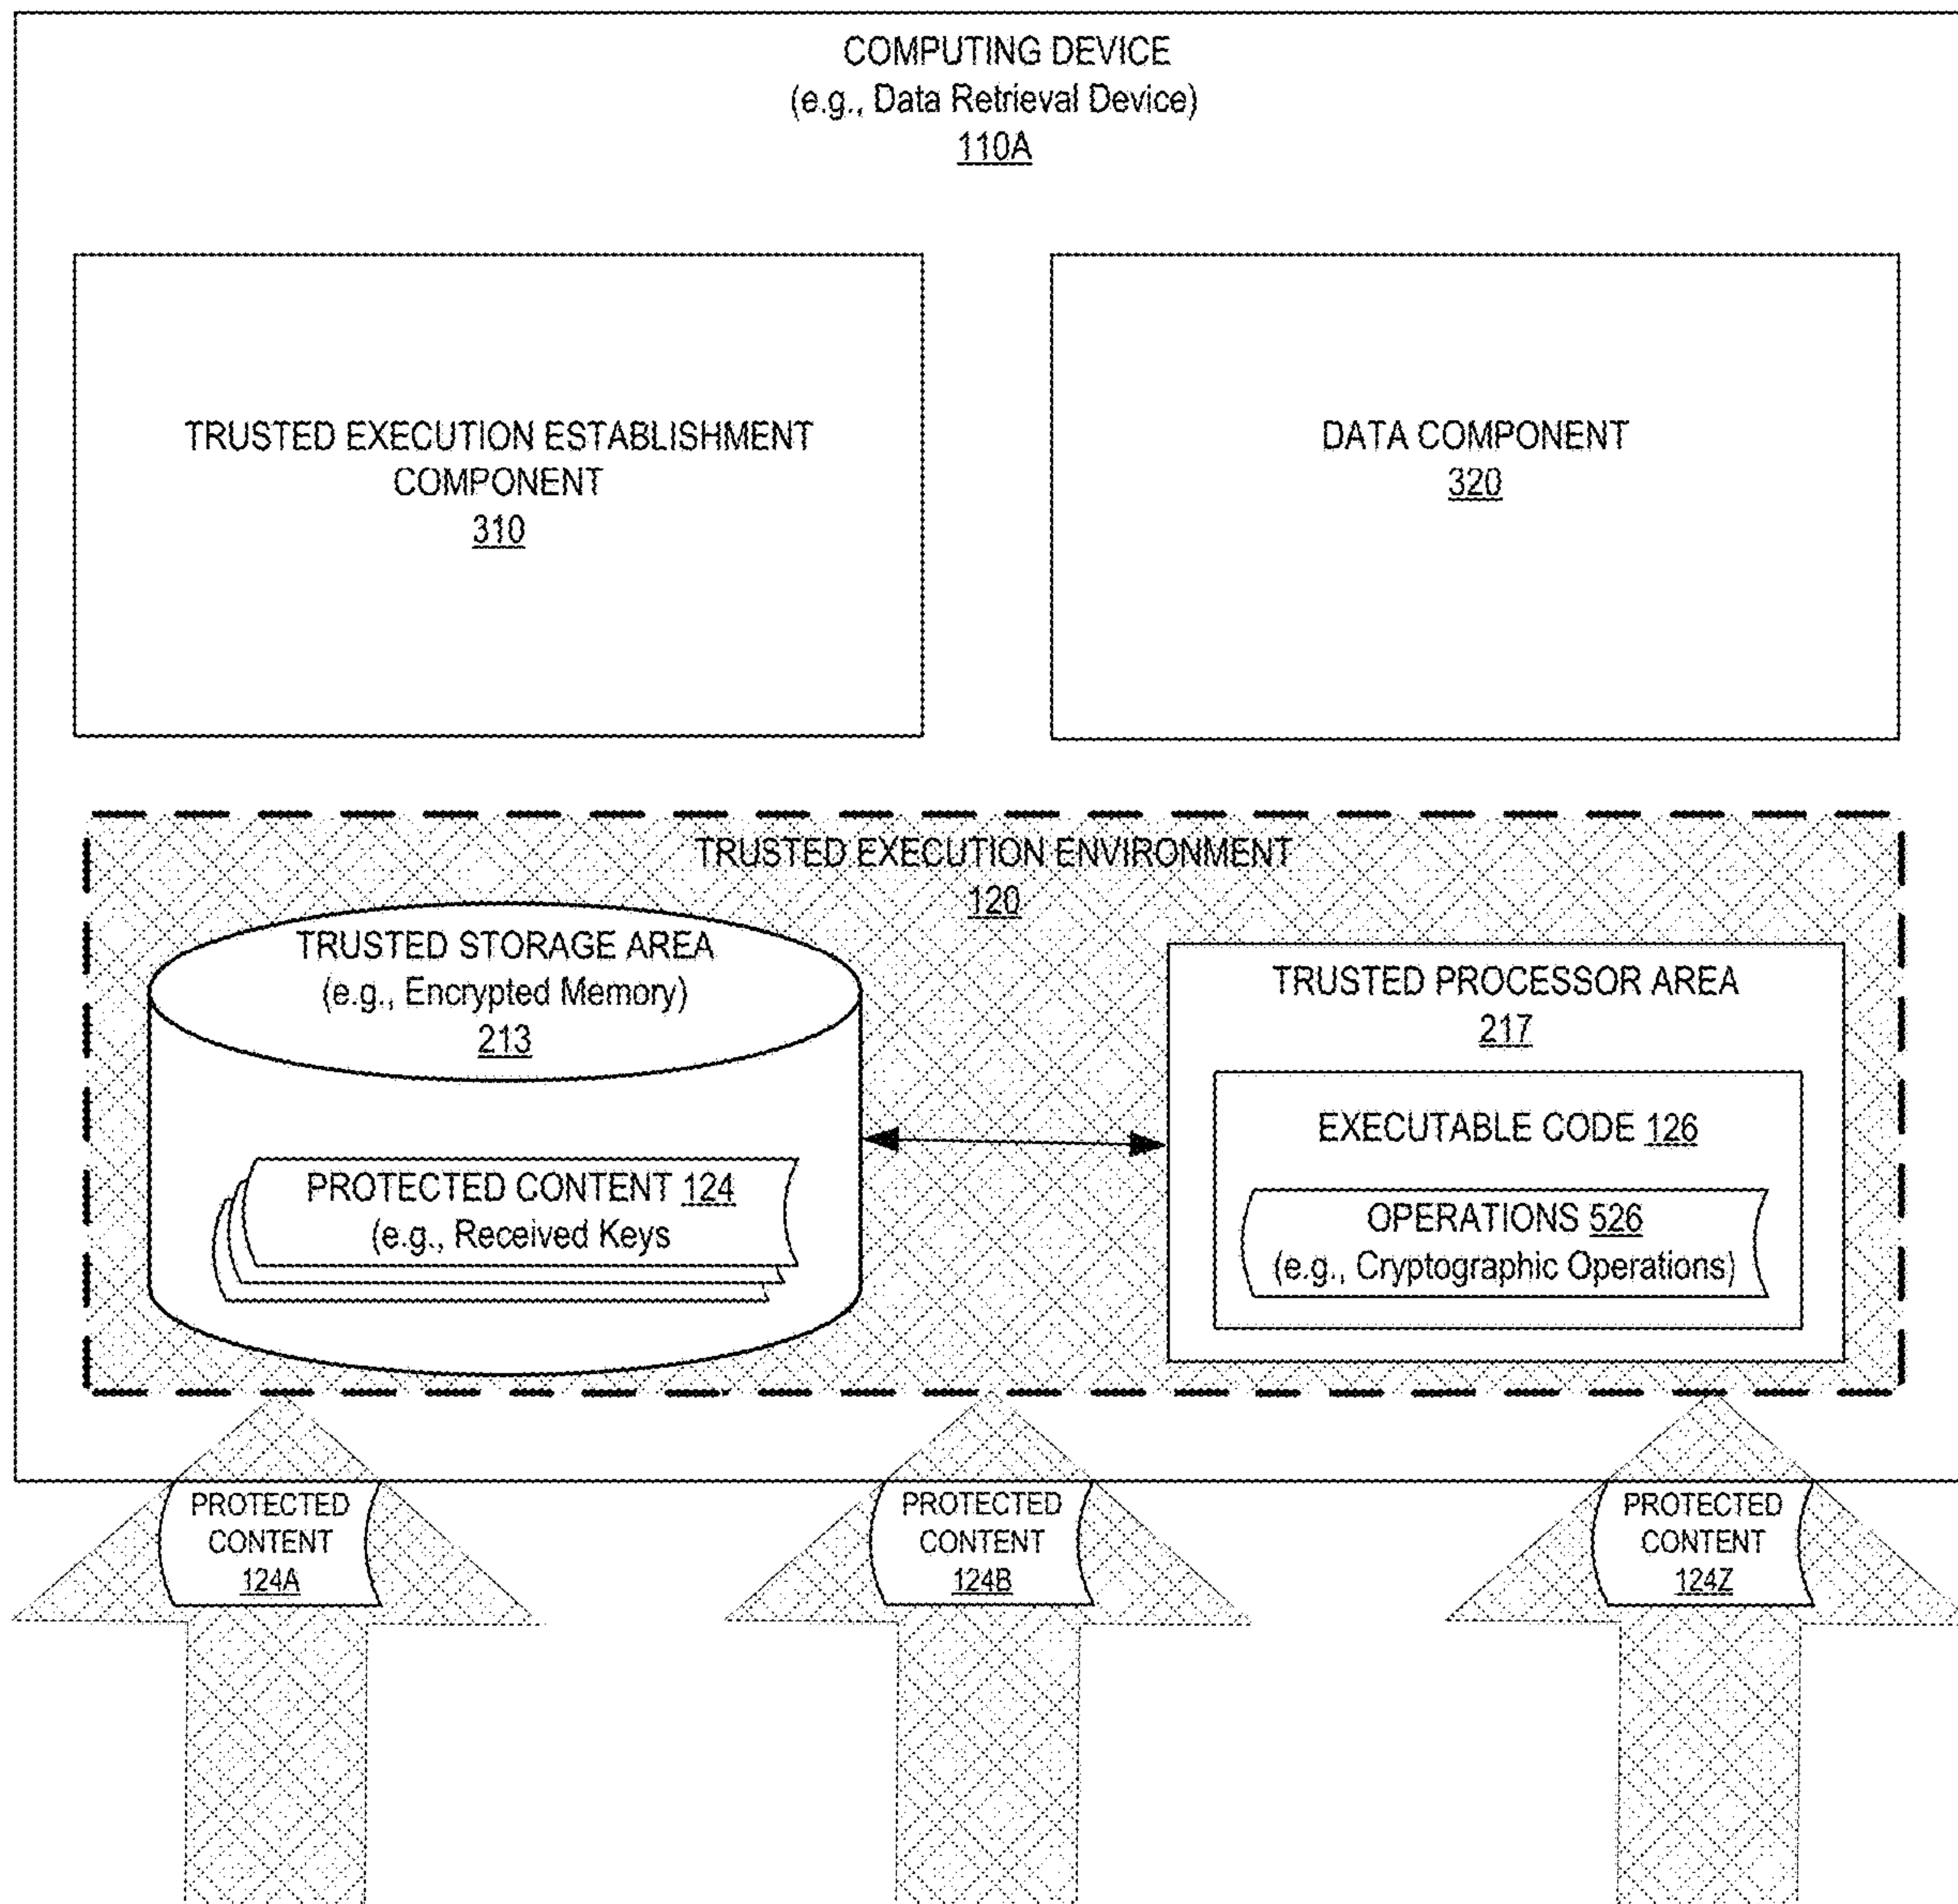 COMPUTING DEVICE
(e.g., Data Retrieval Device)
110A
TRUSTED EXECUTION ESTABLISHMENT
COMPONENT
310
DATA COMPONENT
320
TRUSTED EXECUTION ENVIRONMENT
120
TRUSTED STORAGE AREA
(e.g., Encrypted Memory)
213
PROTECTED CONTENT 124
(e.g., Received Keys
TRUSTED PROCESSOR AREA
217
EXECUTABLE CODE 126
OPERATIONS 526
(e.g., Cryptographic Operations)
PROTECTED
CONTENT
124A
PROTECTED
CONTENT
124B
PROTECTED
CONTENT
124Z